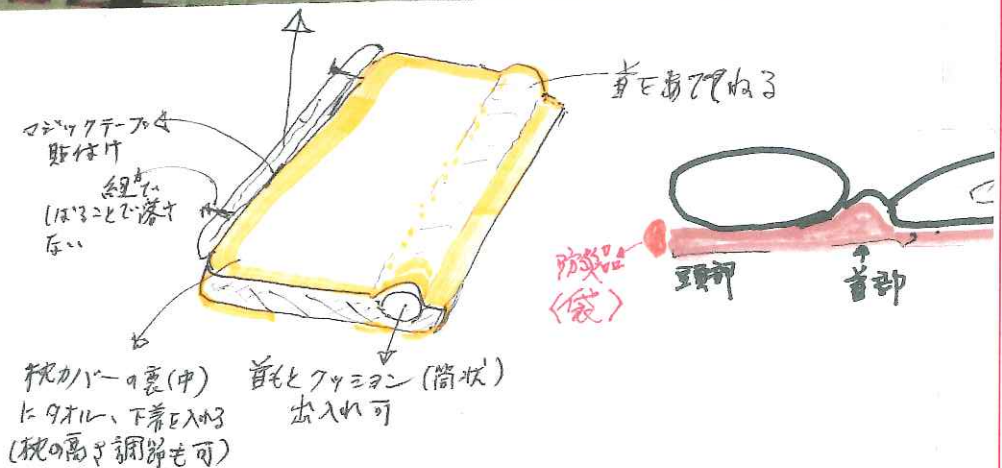 首をあてねる
マジックテープ
貼付け
紐で
しばることで落ち
ない
防災品
(袋)
頭部
首部
枕カバーの裏(中)
にタオル、下着を入れる
(枕の高さ調節も可)
首もとクッション(筒状)
出入れ可